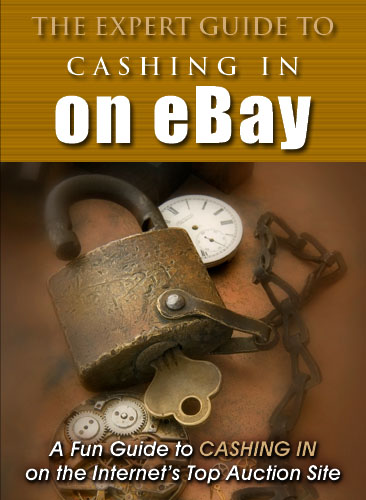 THE EXPERT GUIDE TO
CASHING IN
on eBay
A Fun Guide to CASHING IN
on the Internet's Top Auction Site